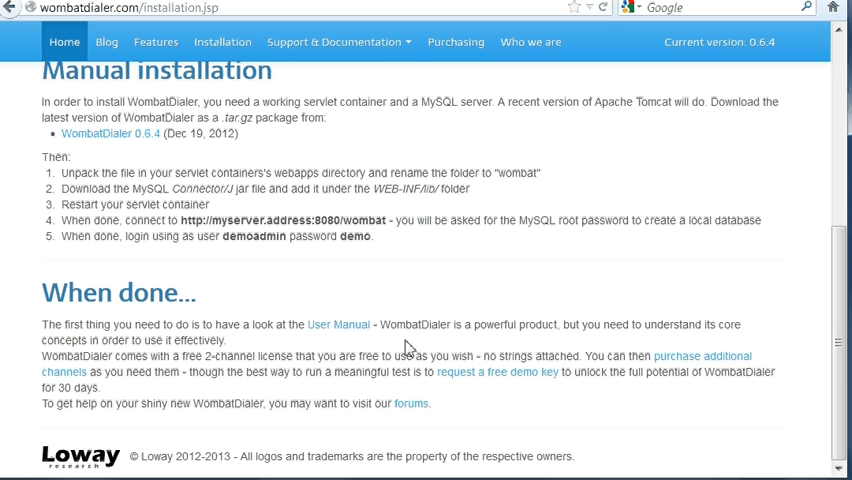 wombatdialer.com/installation.jsp
Google
Home Blog Features Installation Support & Documentation Purchasing Who we are Current version: 0.6.4
Manual installation
In order to install WombatDialer, you need a working servlet container and a MySQL server. A recent version of Apache Tomcat will do. Download the
latest version of WombatDialer as a .tar.gz package from:
WombatDialer 0.6.4 (Dec 19, 2012)
Then:
1. Unpack the file in your servlet containers's webapps directory and rename the folder to "wombat"
2. Download the MySQL Connector/J jar file and add it under the WEB-INF/lib/ folder
3. Restart your servlet container
4. When done, connect to http://myserver.address:8080/wombat - you will be asked for the MySQL root password to create a local database
5. When done, login using as user demoadmin password demo.
When done...
The first thing you need to do is to have a look at the User Manual - WombatDialer is a powerful product, but you need to understand its core
concepts in order to use it effectively.
WombatDialer comes with a free 2-channel license that you are free to use as you wish - no strings attached. You can then purchase additional
channels as you need them - though the best way to run a meaningful test is to request a free demo key to unlock the full potential of WombatDialer
for 30 days.
To get help on your shiny new WombatDialer, you may want to visit our forums.
Loway
research
© Loway 2012-2013 - All logos and trademarks are the property of the respective owners.